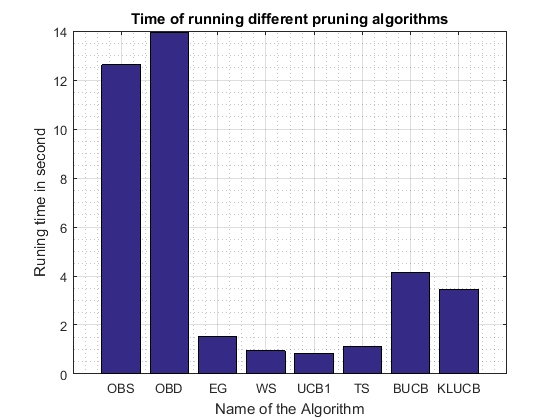 Time of running different pruning algorithms
14
12
10
8
6
4
2
0
Runing time in second
OBS OBD EG WS UCB1 TS BUCB KLUCB
Name of the Algorithm